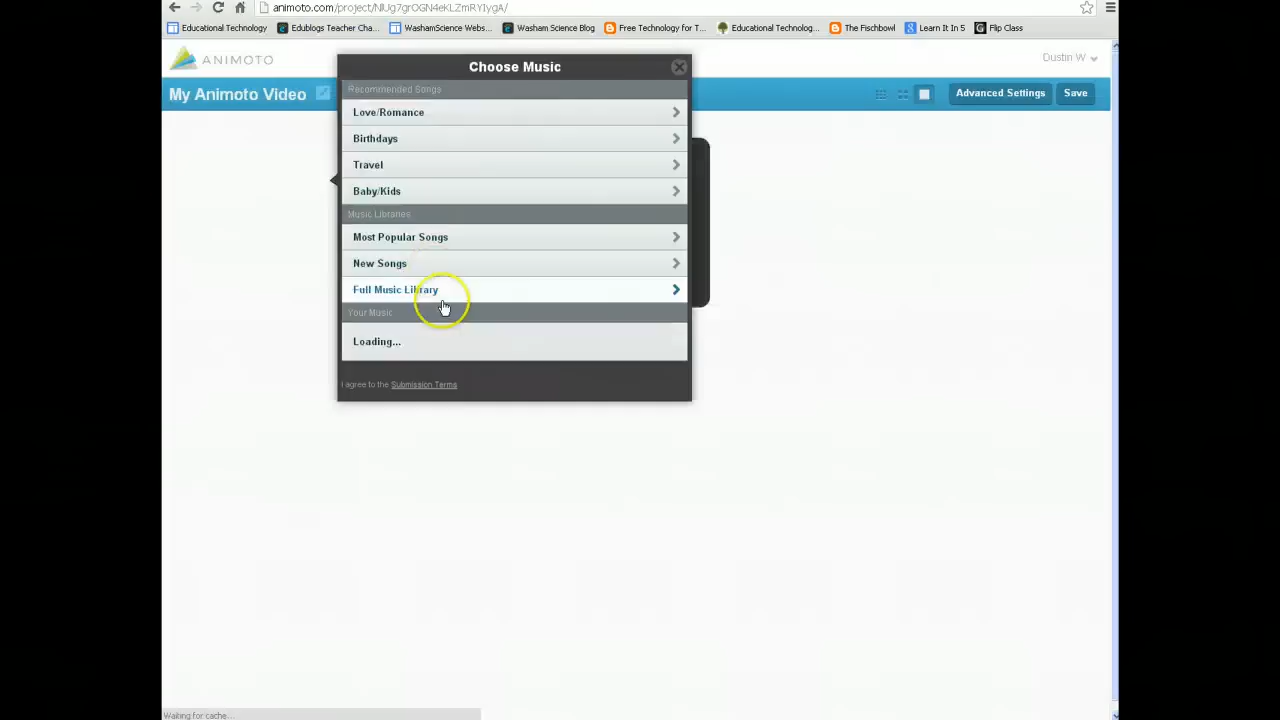 animoto.com/project/
Educational Technology Edublogs Teacher Cha... WashamScience Webs... Washam Science Blog Free Technology for T... Educational Technolog... The Fischbowl Learn It In 5 Flip Class
ANIMOTO
Dustin W
My Animoto Video
Advanced Settings Save
Choose Music
Recommended Songs
Love/Romance
Birthdays
Travel
Baby/Kids
Music Libraries
Most Popular Songs
New Songs
Full Music Library
Your Music
Loading...
I agree to the Submission Terms
Waiting for cache...